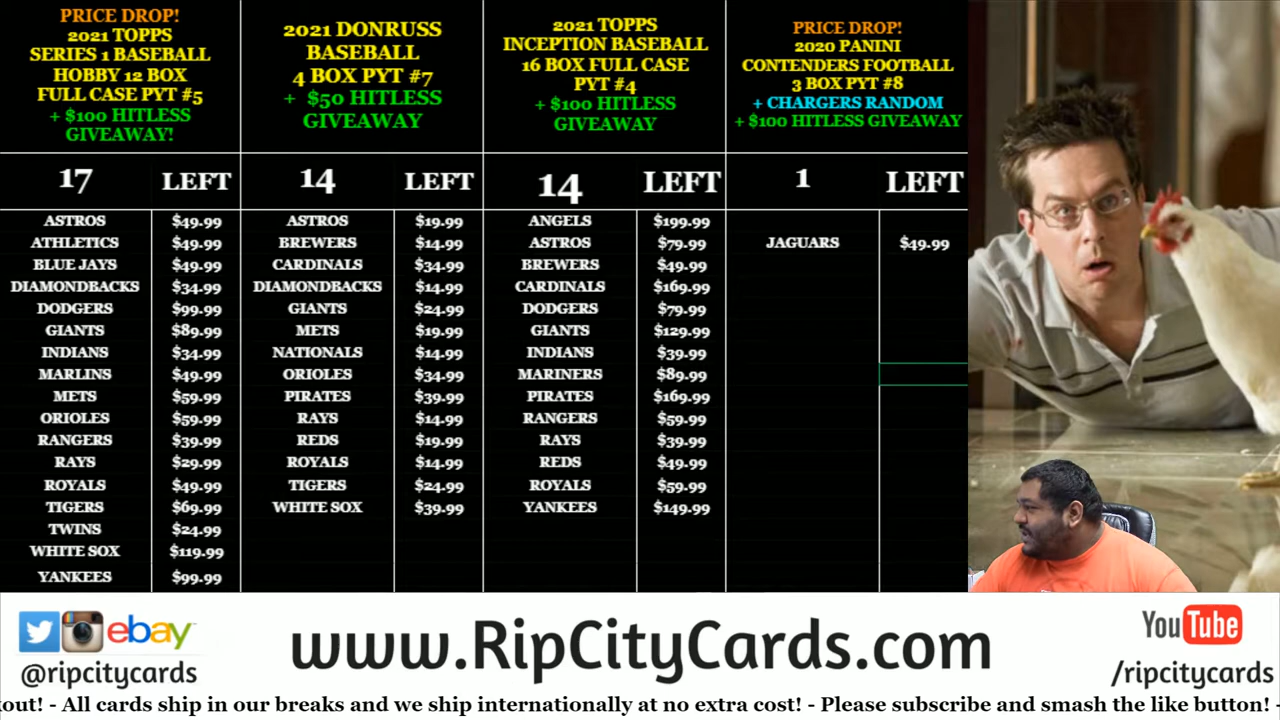 PRICE DROP!
2021 TOPPS
SERIES 1 BASEBALL
HOBBY 12 BOX
FULL CASE PYT #5
+ $100 HITLESS
GIVEAWAY!
17 LEFT
ASTROS $49.99
ATHLETICS $49.99
BLUE JAYS $49.99
DIAMONDBACKS $34.99
DODGERS $99.99
GIANTS $89.99
INDIANS $34.99
MARLINS $49.99
METS $59.99
ORIOLES $59.99
RANGERS $39.99
RAYS $29.99
ROYALS $49.99
TIGERS $69.99
TWINS $24.99
WHITE SOX $119.99
YANKEES $99.99
2021 DONRUSS
BASEBALL
4 BOX PYT #7
+ $50 HITLESS
GIVEAWAY
14 LEFT
ASTROS $19.99
BREWERS $14.99
CARDINALS $34.99
DIAMONDBACKS $14.99
GIANTS $24.99
METS $19.99
NATIONALS $14.99
ORIOLES $34.99
PIRATES $39.99
RAYS $14.99
REDS $19.99
ROYALS $14.99
TIGERS $24.99
WHITE SOX $39.99
2021 TOPPS
INCEPTION BASEBALL
16 BOX FULL CASE
PYT #4
+ $100 HITLESS
GIVEAWAY
14 LEFT
ANGELS $199.99
ASTROS $79.99
BREWERS $49.99
CARDINALS $169.99
DODGERS $79.99
GIANTS $129.99
INDIANS $39.99
MARINERS $89.99
PIRATES $169.99
RANGERS $59.99
RAYS $39.99
REDS $49.99
ROYALS $59.99
YANKEES $149.99
PRICE DROP!
2020 PANINI
CONTENDERS FOOTBALL
3 BOX PYT #8
+ CHARGERS RANDOM
+ $100 HITLESS GIVEAWAY
1 LEFT
JAGUARS $49.99
ebay
@ripcitycards
www.RipCityCards.com
YouTube
/ripcitycards
out! - All cards ship in our breaks and we ship internationally at no extra cost! - Please subscribe and smash the like button! -